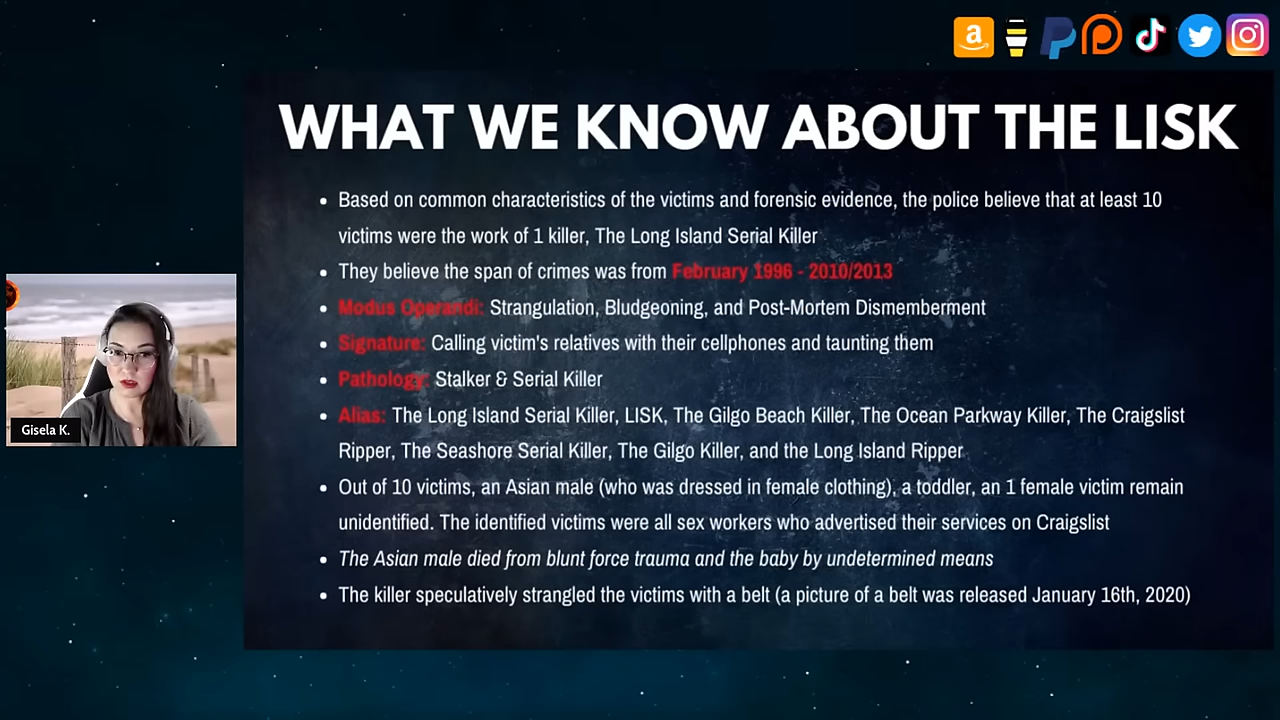 WHAT WE KNOW ABOUT THE LISK
Based on common characteristics of the victims and forensic evidence, the police believe that at least 10
victims were the work of 1 killer, The Long Island Serial Killer
They believe the span of crimes was from February 1996 - 2010/2013
Modus Operandi: Strangulation, Bludgeoning, and Post-Mortem Dismemberment
Signature: Calling victim's relatives with their cellphones and taunting them
Pathology: Stalker & Serial Killer
Alias: The Long Island Serial Killer, LISK, The Gilgo Beach Killer, The Ocean Parkway Killer, The Craigslist
Ripper, The Seashore Serial Killer, The Gilgo Killer, and the Long Island Ripper
Out of 10 victims, an Asian male (who was dressed in female clothing), a toddler, an 1 female victim remain
unidentified. The identified victims were all sex workers who advertised their services on Craigslist
The Asian male died from blunt force trauma and the baby by undetermined means
The killer speculatively strangled the victims with a belt (a picture of a belt was released January 16th, 2020)
Gisela K.